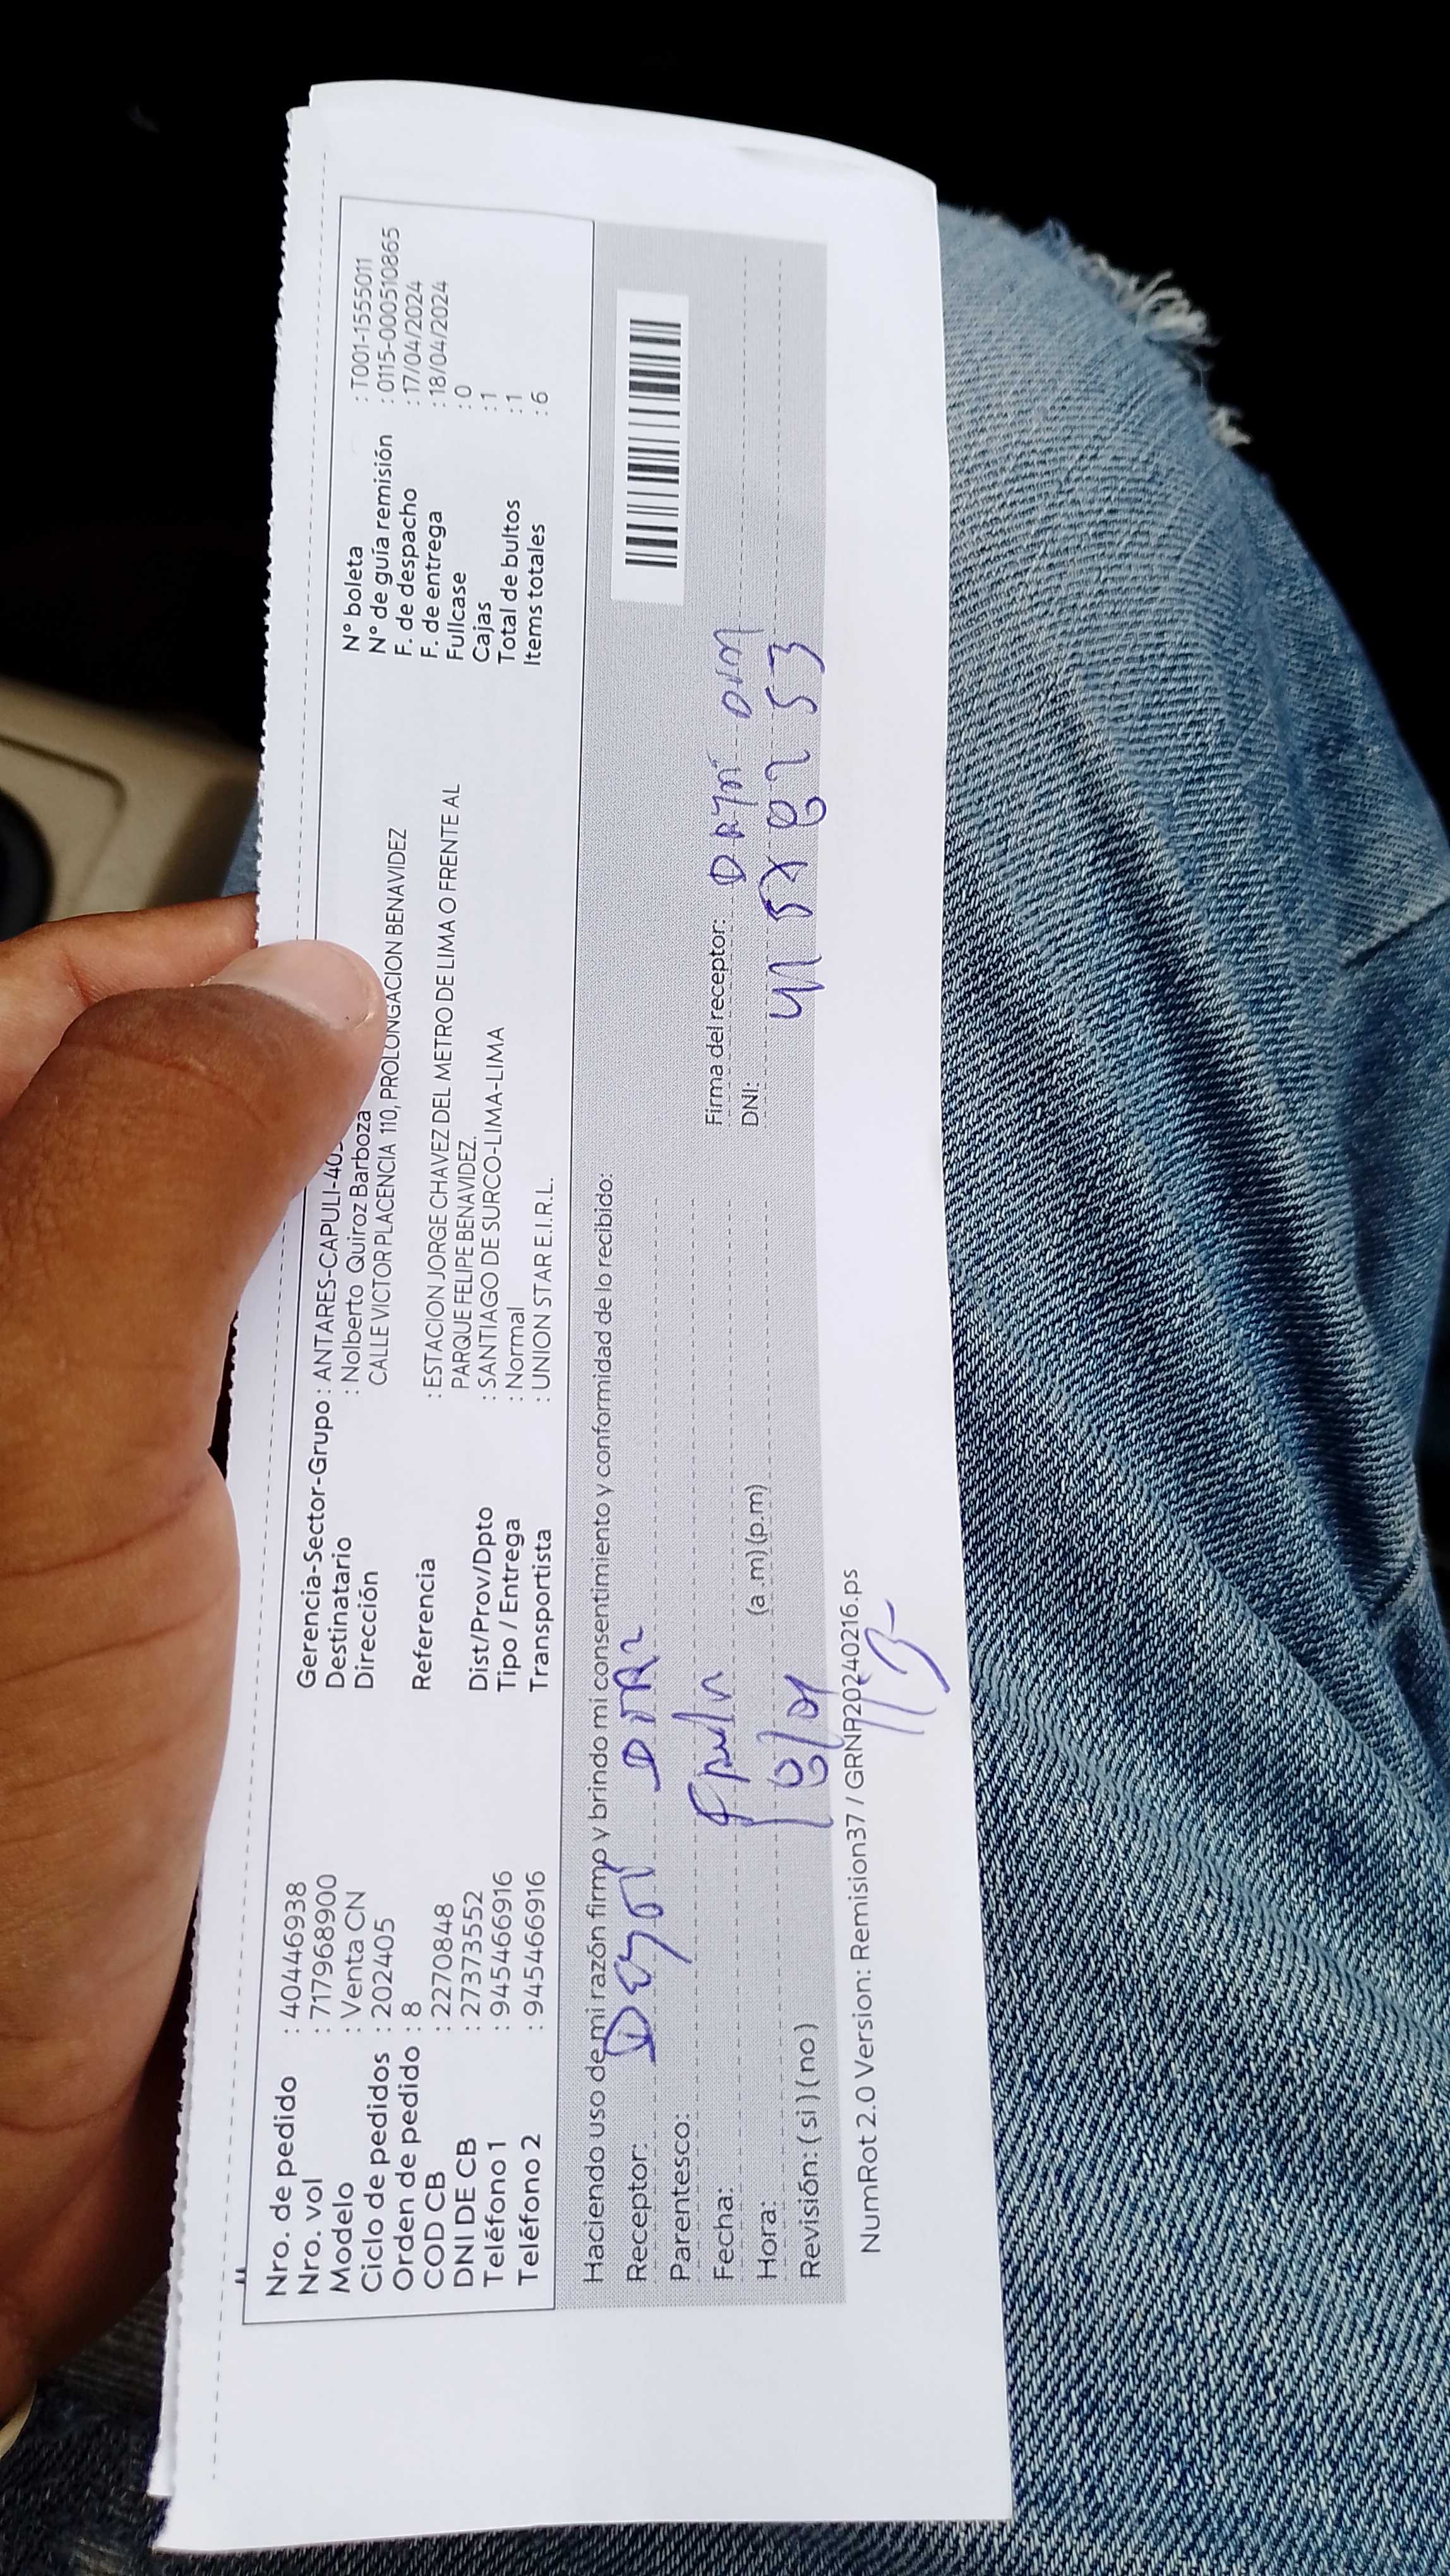 Nro. de pedido : 40446938
Nro. vol : 717968900
Modelo : Venta CN
Ciclo de pedidos : 202405
Orden de pedido : 8
COD CB : 2270848
DNI DE CB : 27373552
Teléfono 1 : 945466916
Teléfono 2 : 945466916
Gerencia-Sector-Grupo : ANTARES-CAPULI-40
Destinatario : Nolberto Quiroz Barboza
Dirección CALLE VICTOR PLACENCIA 110, PROLONGACION BENAVIDEZ
Referencia : ESTACION JORGE CHAVEZ DEL METRO DE LIMA O FRENTE AL
PARQUE FELIPE BENAVIDEZ.
Dist/Prov/Dpto : SANTIAGO DE SURCO-LIMA-LIMA
Tipo / Entrega : Normal
Transportista : UNION STAR E.I.R.L.
N° boleta : T001-1555011
N° de guía remisión : 0115-000510865
F. de despacho : 17/04/2024
F. de entrega : 18/04/2024
Fullcase : 0
Cajas : 1
Total de bultos : 1
Items totales : 6
Haciendo uso de mi razón firmo y brindo mi consentimiento y conformidad de lo recibido:
Receptor:
Parentesco:
Fecha:
Hora: (a .m) (p.m)
Revisión: ( si ) ( no )
Firma del receptor:
DNI:
NumRot 2.0 Version: Remision37 / GRNP20240216.ps